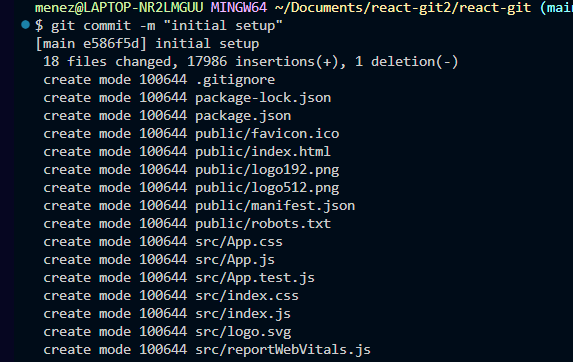 menez@LAPTOP-NR2LMGUU MINGW64 ~/Documents/react-git2/react-git (mai
$ git commit -m "initial setup"
[main e586f5d] initial setup
 18 files changed, 17986 insertions(+), 1 deletion(-)
 create mode 100644 .gitignore
 create mode 100644 package-lock.json
 create mode 100644 package.json
 create mode 100644 public/favicon.ico
 create mode 100644 public/index.html
 create mode 100644 public/logo192.png
 create mode 100644 public/logo512.png
 create mode 100644 public/manifest.json
 create mode 100644 public/robots.txt
 create mode 100644 src/App.css
 create mode 100644 src/App.js
 create mode 100644 src/App.test.js
 create mode 100644 src/index.css
 create mode 100644 src/index.js
 create mode 100644 src/logo.svg
 create mode 100644 src/reportWebVitals.js